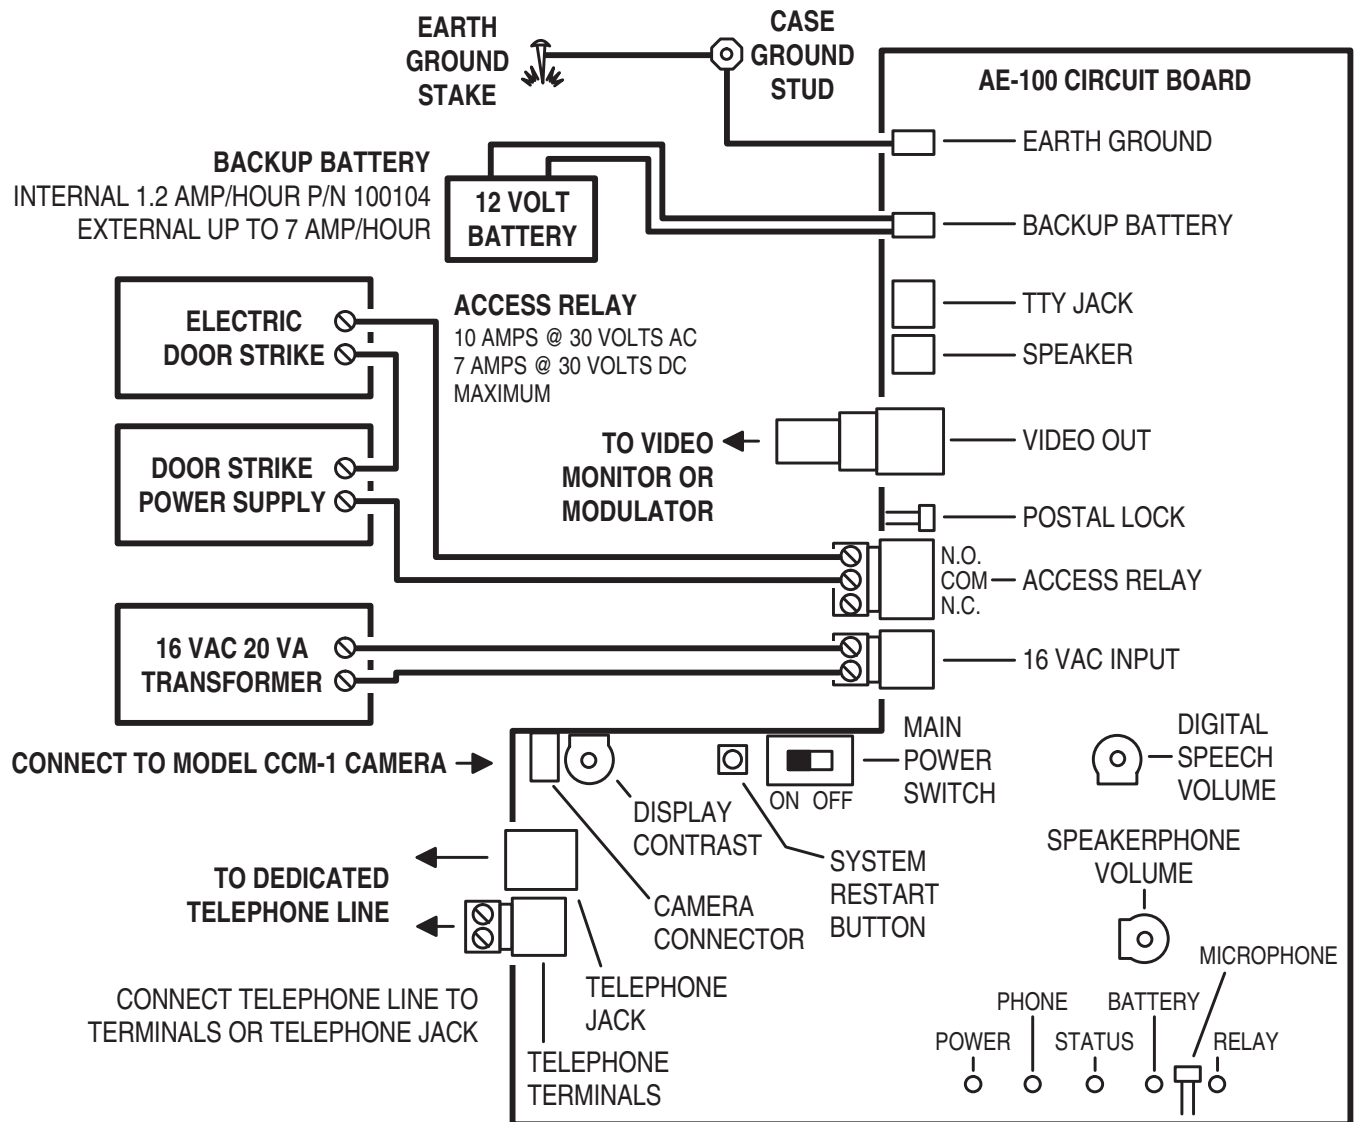 EARTH
GROUND
STAKE
CASE
GROUND
STUD
AE-100 CIRCUIT BOARD
EARTH GROUND
BACKUP BATTERY
INTERNAL 1.2 AMP/HOUR P/N 100104
EXTERNAL UP TO 7 AMP/HOUR
12 VOLT
BATTERY
BACKUP BATTERY
ELECTRIC
DOOR STRIKE
ACCESS RELAY
10 AMPS @ 30 VOLTS AC
7 AMPS @ 30 VOLTS DC
MAXIMUM
TTY JACK
SPEAKER
DOOR STRIKE
POWER SUPPLY
TO VIDEO
MONITOR OR
MODULATOR
VIDEO OUT
POSTAL LOCK
N.O.
COM
N.C.
ACCESS RELAY
16 VAC 20 VA
TRANSFORMER
16 VAC INPUT
CONNECT TO MODEL CCM-1 CAMERA
DISPLAY
CONTRAST
ON OFF
MAIN
POWER
SWITCH
DIGITAL
SPEECH
VOLUME
TO DEDICATED
TELEPHONE LINE
CAMERA
CONNECTOR
SYSTEM
RESTART
BUTTON
SPEAKERPHONE
VOLUME
CONNECT TELEPHONE LINE TO
TERMINALS OR TELEPHONE JACK
TELEPHONE
JACK
TELEPHONE
TERMINALS
MICROPHONE
PHONE
BATTERY
POWER
STATUS
RELAY